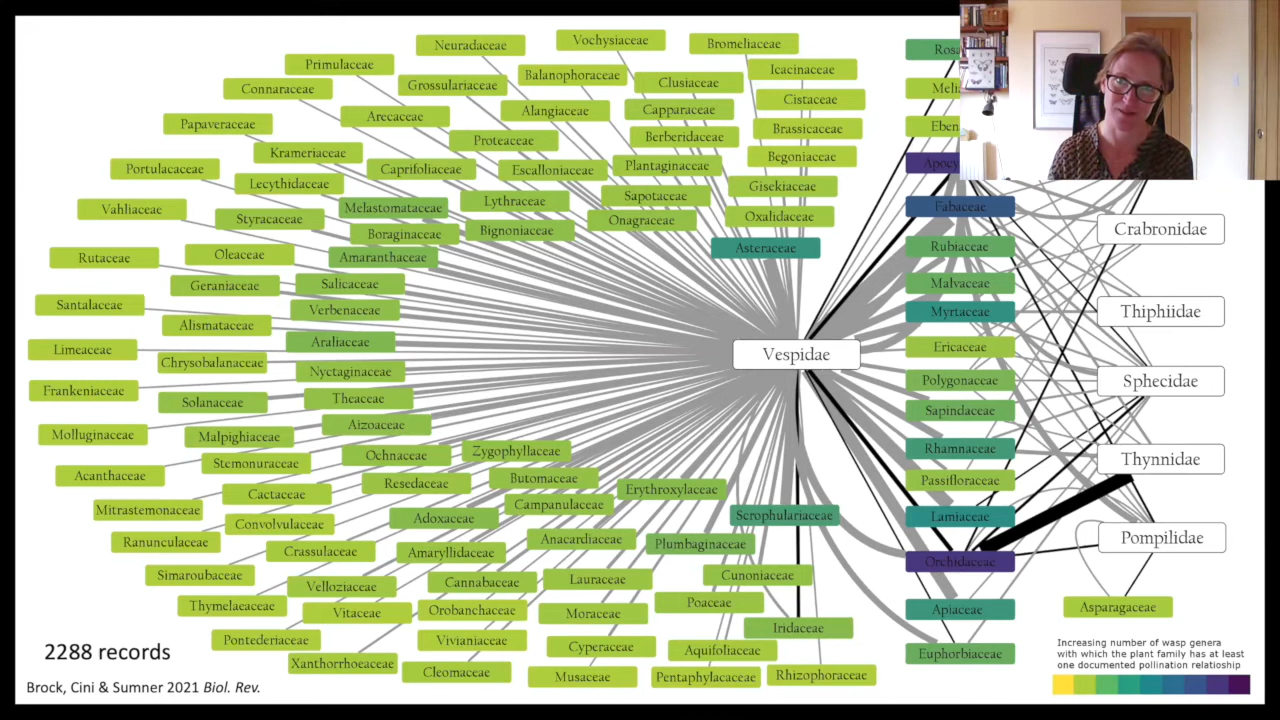 Neuradaceae
Vochysiaceae
Bromeliaceae
Primulaceae
Balanophoraceae
Icacinaceae
Connaraceae
Grossulariaceae
Clusiaceae
Cistaceae
Papaveraceae
Arecaceae
Alangiaceae
Capparaceae
Brassicaceae
Krameriaceae
Proteaceae
Berberidaceae
Begoniaceae
Portulacaceae
Lecythidaceae
Caprifoliaceae
Escalloniaceae
Plantaginaceae
Gisekiaceae
Vahliaceae
Styracaceae
Melastomataceae
Lythraceae
Sapotaceae
Oxalidaceae
Boraginaceae
Bignoniaceae
Onagraceae
Asteraceae
Rutaceae
Oleaceae
Amaranthaceae
Geraniaceae
Salicaceae
Santalaceae
Alismataceae
Verbenaceae
Limeaceae
Chrysobalanaceae
Araliaceae
Nyctaginaceae
Frankeniaceae
Solanaceae
Theaceae
Molluginaceae
Malpighiaceae
Aizoaceae
Acanthaceae
Stemonuraceae
Ochnaceae
Zygophyllaceae
Mitrastemonaceae
Cactaceae
Resedaceae
Butomaceae
Erythroxylaceae
Ranunculaceae
Convolvulaceae
Adoxaceae
Campanulaceae
Scrophulariaceae
Simaroubaceae
Crassulaceae
Amaryllidaceae
Anacardiaceae
Plumbaginaceae
Thymelaeaceae
Velloziaceae
Cannabaceae
Lauraceae
Cunoniaceae
Pontederiaceae
Vitaceae
Orobanchaceae
Moraceae
Poaceae
Iridaceae
Xanthorrhoeaceae
Vivianiaceae
Cyperaceae
Aquifoliaceae
Cleomaceae
Musaceae
Pentaphylacaceae
Rhizophoraceae
Vespidae
Rosa
Meli
Eben
Apocy
Fabaceae
Rubiaceae
Malvaceae
Myrtaceae
Ericaceae
Polygonaceae
Sapindaceae
Rhamnaceae
Passifloraceae
Lamiaceae
Orchidaceae
Apiaceae
Euphorbiaceae
Crabronidae
Thiphiidae
Sphecidae
Thynnidae
Pompilidae
Asparagaceae
2288 records
Brock, Cini & Sumner 2021 Biol. Rev.
Increasing number of wasp genera
with which the plant family has at least
one documented pollination relatioship